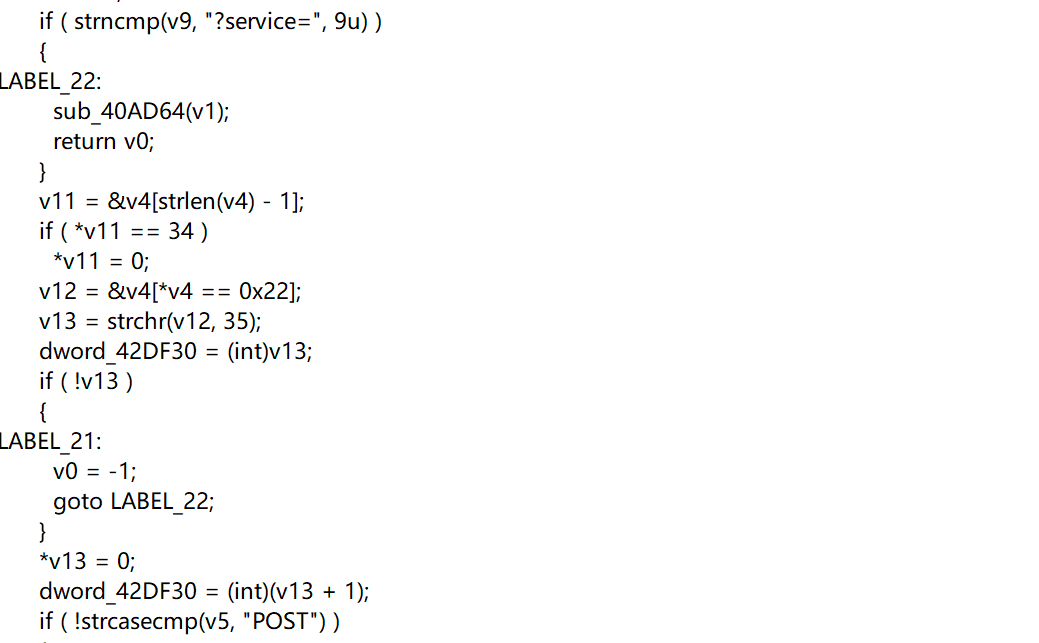 if ( strncmp(v9, "?service=", 9u) )
{
LABEL_22:
sub_40AD64(v1);
return v0;
}
v11 = &v4[strlen(v4) - 1];
if ( *v11 == 34 )
*v11 = 0;
v12 = &v4[*v4 == 0x22];
v13 = strchr(v12, 35);
dword_42DF30 = (int)v13;
if ( !v13 )
{
LABEL_21:
v0 = -1;
goto LABEL_22;
}
*v13 = 0;
dword_42DF30 = (int)(v13 + 1);
if ( !strcasecmp(v5, "POST") )